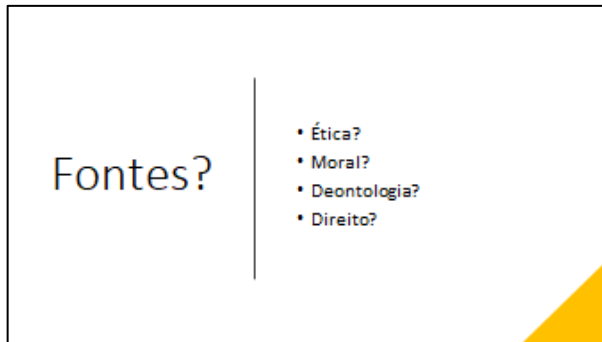 Fontes?
• Ética?
• Moral?
• Deontologia?
• Direito?